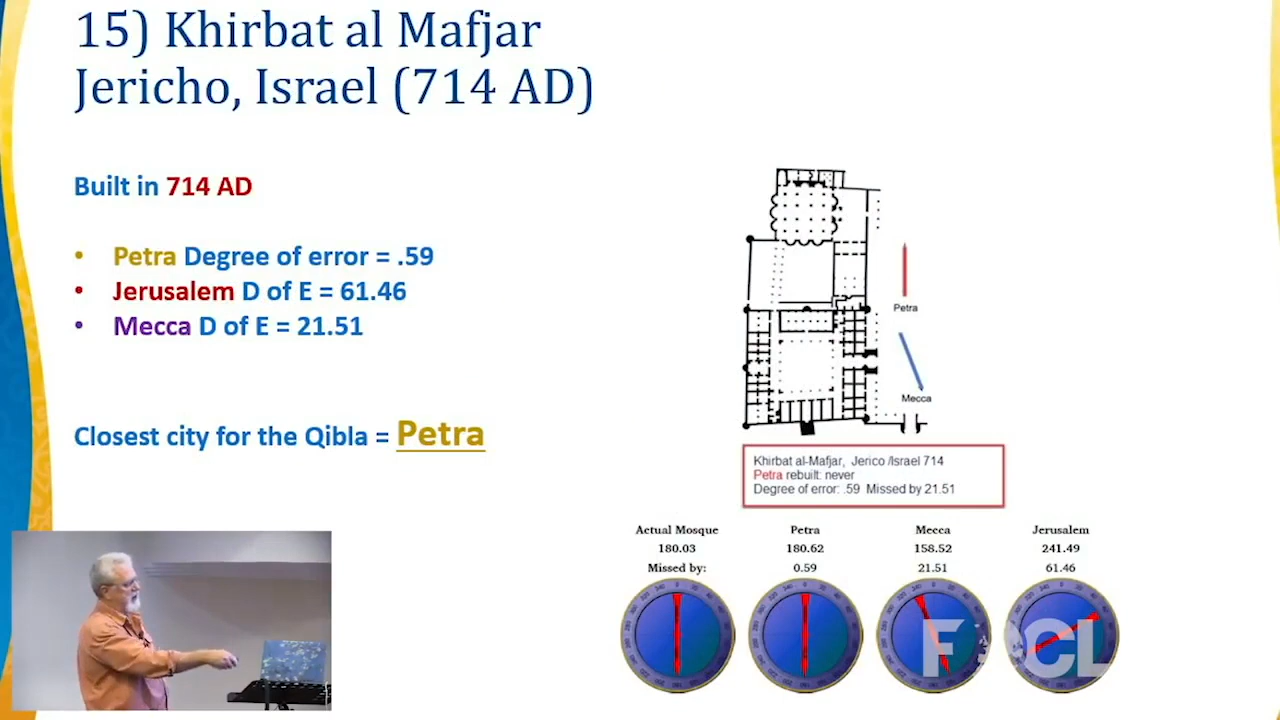 15) Khirbat al Mafjar
Jericho, Israel (714 AD)
Built in 714 AD
• Petra Degree of error = .59
• Jerusalem D of E = 61.46
• Mecca D of E = 21.51
Closest city for the Qibla = Petra
Petra
Mecca
Khirbat al-Mafjar, Jerico /Israel 714
Petra rebuilt: never
Degree of error: .59 Missed by 21.51
Actual Mosque Petra Mecca Jerusalem
180.03 180.62 158.52 241.49
Missed by: 0.59 21.51 61.46